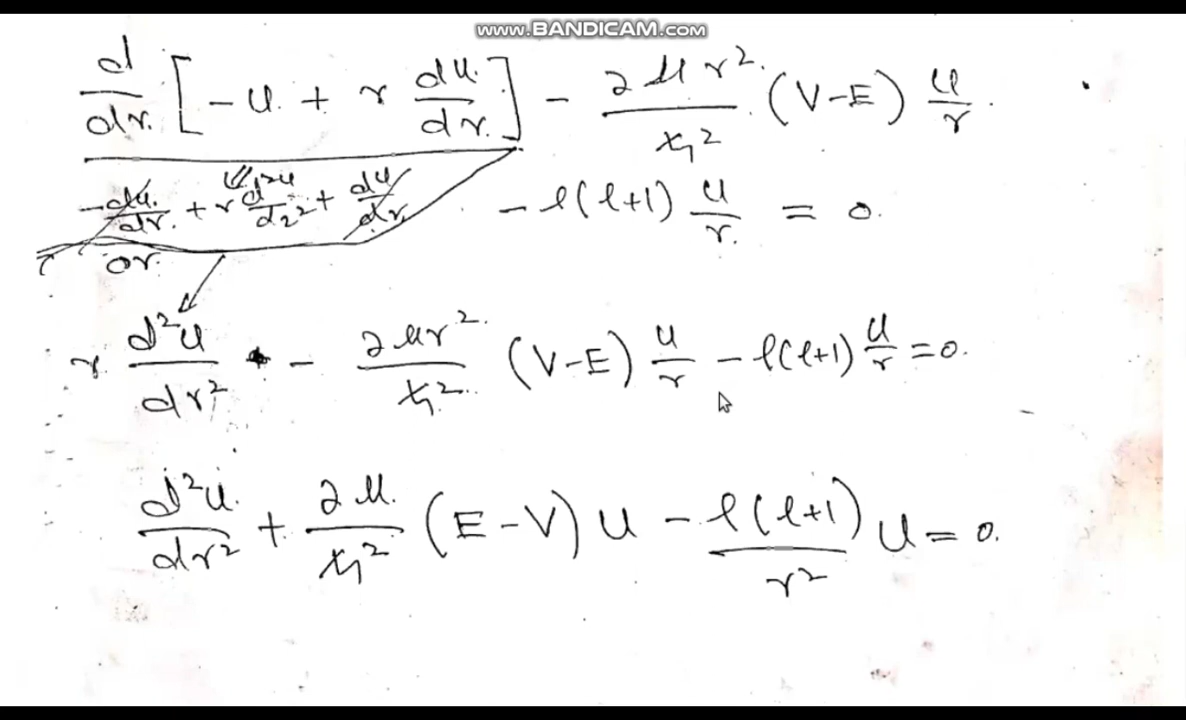 www.BANDICAM.com
d/dr. [ - u. + r du./dr. ] - 2μr²./ħ² . (V-E) u/r .
- du./dr. + r d²u/dr² + du/dr, - l(l+1) u/r. = 0.
or.
r d²u/dr² - 2μr²./ħ² (V-E) u/r - l(l+1) u/r = 0.
d²u./dr² + 2μ./ħ² (E - V) u - l(l+1)/r² u = 0.